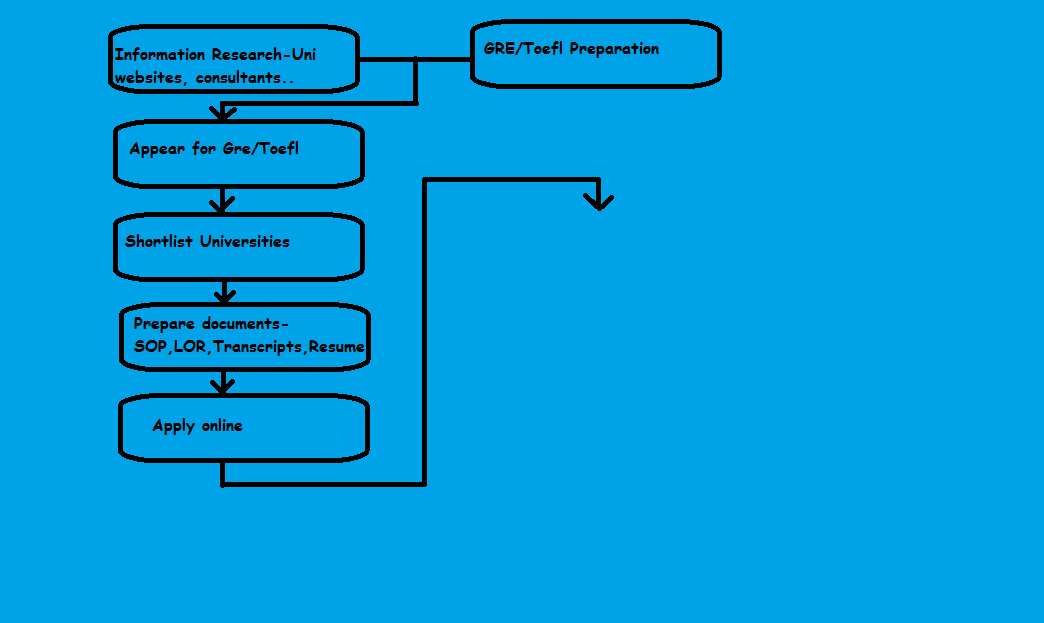 Information Research-Uni
websites, consultants..
GRE/Toefl Preparation
Appear for Gre/Toefl
Shortlist Universities
Prepare documents-
SOP,LOR,Transcripts,Resume
Apply online